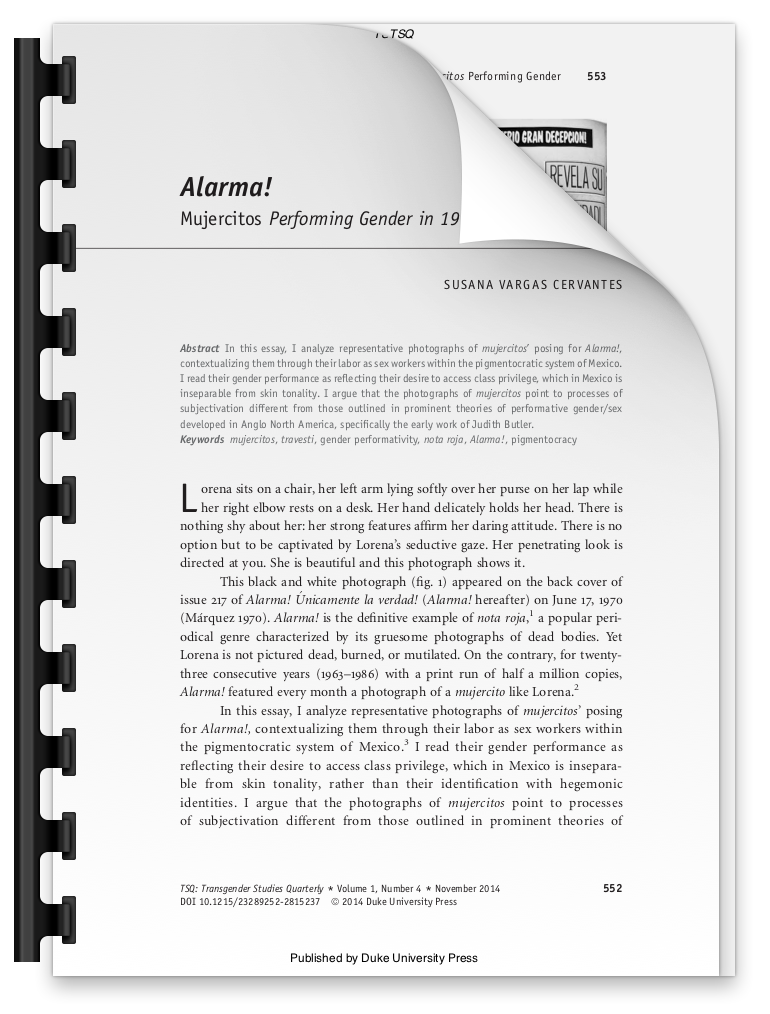 TSQ
Performing Gender 553
GRAN DECEPCION!
REVELA SU
Alarma!
Mujercitos Performing Gender in 19
SUSANA VARGAS CERVANTES
Abstract In this essay, I analyze representative photographs of mujercitos’ posing for Alarma!,
contextualizing them through their labor as sex workers within the pigmentocratic system of Mexico.
I read their gender performance as reflecting their desire to access class privilege, which in Mexico is
inseparable from skin tonality. I argue that the photographs of mujercitos point to processes of
subjectivation different from those outlined in prominent theories of performative gender/sex
developed in Anglo North America, specifically the early work of Judith Butler.
Keywords mujercitos, travesti, gender performativity, nota roja, Alarma!, pigmentocracy
Lorena sits on a chair, her left arm lying softly over her purse on her lap while
her right elbow rests on a desk. Her hand delicately holds her head. There is
nothing shy about her: her strong features affirm her daring attitude. There is no
option but to be captivated by Lorena’s seductive gaze. Her penetrating look is
directed at you. She is beautiful and this photograph shows it.
This black and white photograph (fig. 1) appeared on the back cover of
issue 217 of Alarma! Únicamente la verdad! (Alarma! hereafter) on June 17, 1970
(Márquez 1970). Alarma! is the definitive example of nota roja,1 a popular peri-
odical genre characterized by its gruesome photographs of dead bodies. Yet
Lorena is not pictured dead, burned, or mutilated. On the contrary, for twenty-
three consecutive years (1963–1986) with a print run of half a million copies,
Alarma! featured every month a photograph of a mujercito like Lorena.2
In this essay, I analyze representative photographs of mujercitos’ posing
for Alarma!, contextualizing them through their labor as sex workers within
the pigmentocratic system of Mexico.3 I read their gender performance as
reflecting their desire to access class privilege, which in Mexico is insepara-
ble from skin tonality, rather than their identification with hegemonic
identities. I argue that the photographs of mujercitos point to processes
of subjectivation different from those outlined in prominent theories of
TSQ: Transgender Studies Quarterly ★ Volume 1, Number 4 ★ November 2014 552
DOI 10.1215/23289252-2815237 © 2014 Duke University Press
Published by Duke University Press